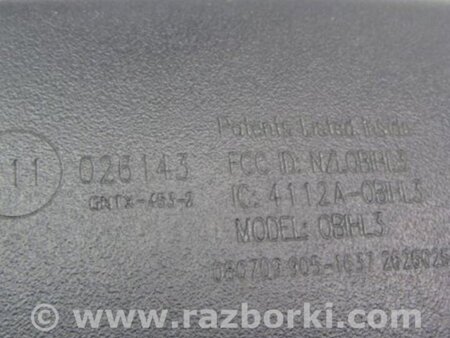 Patents Listed Inside
11 026143 FCC ID: NZLOBIHL3
GNTX-463-2 IC: 4112A-OBIHL3
MODEL: OBIHL3
www.razborki.com